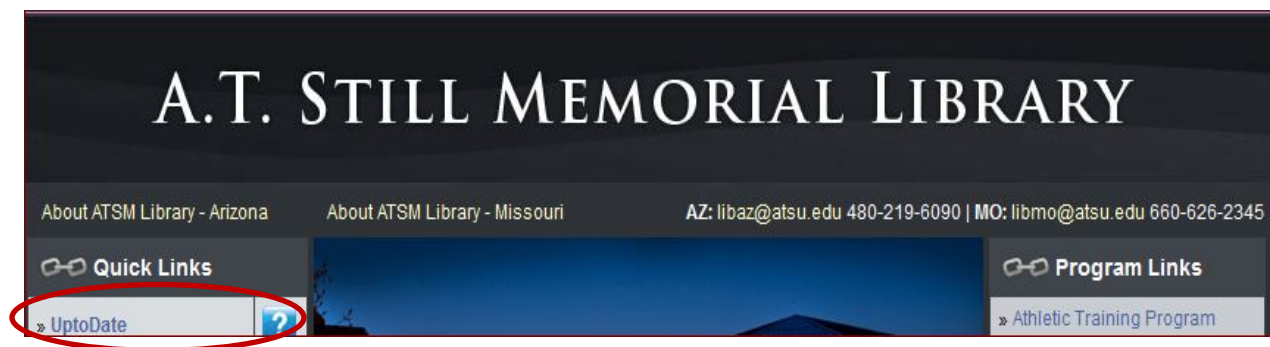 A.T. STILL MEMORIAL LIBRARY
About ATSM Library - Arizona About ATSM Library - Missouri AZ: libaz@atsu.edu 480-219-6090 | MO: libmo@atsu.edu 660-626-2345
Quick Links
» UptoDate ?
Program Links
» Athletic Training Program